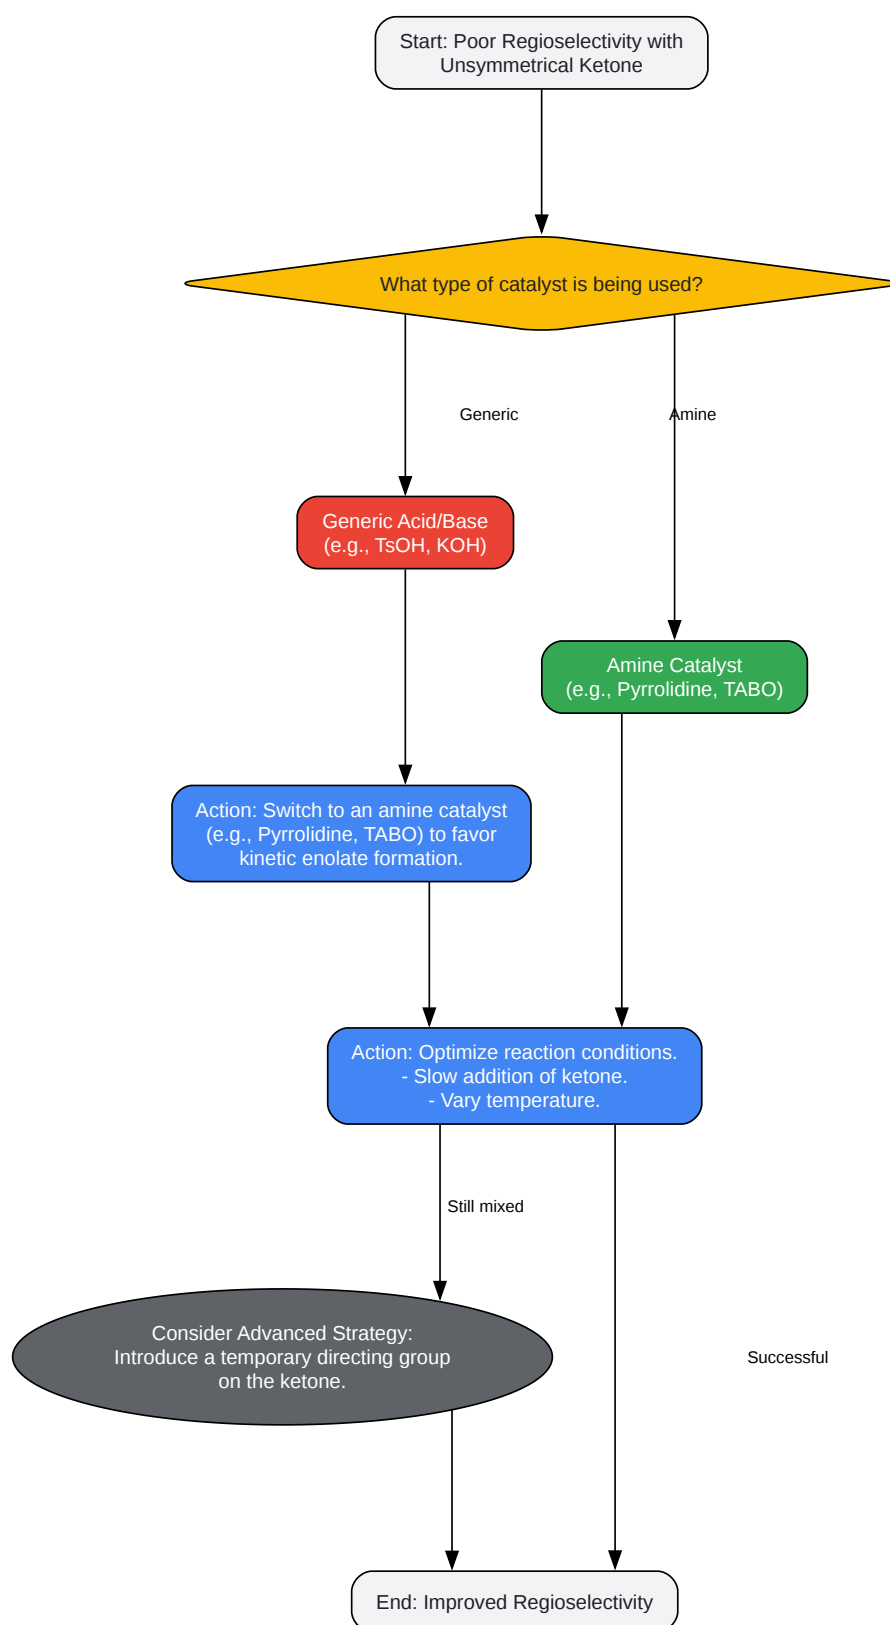 Start: Poor Regioselectivity with
Unsymmetrical Ketone
What type of catalyst is being used?
Generic
Amine
Generic Acid/Base
(e.g., TsOH, KOH)
Amine Catalyst
(e.g., Pyrrolidine, TABO)
Action: Switch to an amine catalyst
(e.g., Pyrrolidine, TABO) to favor
kinetic enolate formation.
Action: Optimize reaction conditions.
- Slow addition of ketone.
- Vary temperature.
Still mixed
Consider Advanced Strategy:
Introduce a temporary directing group
on the ketone.
Successful
End: Improved Regioselectivity